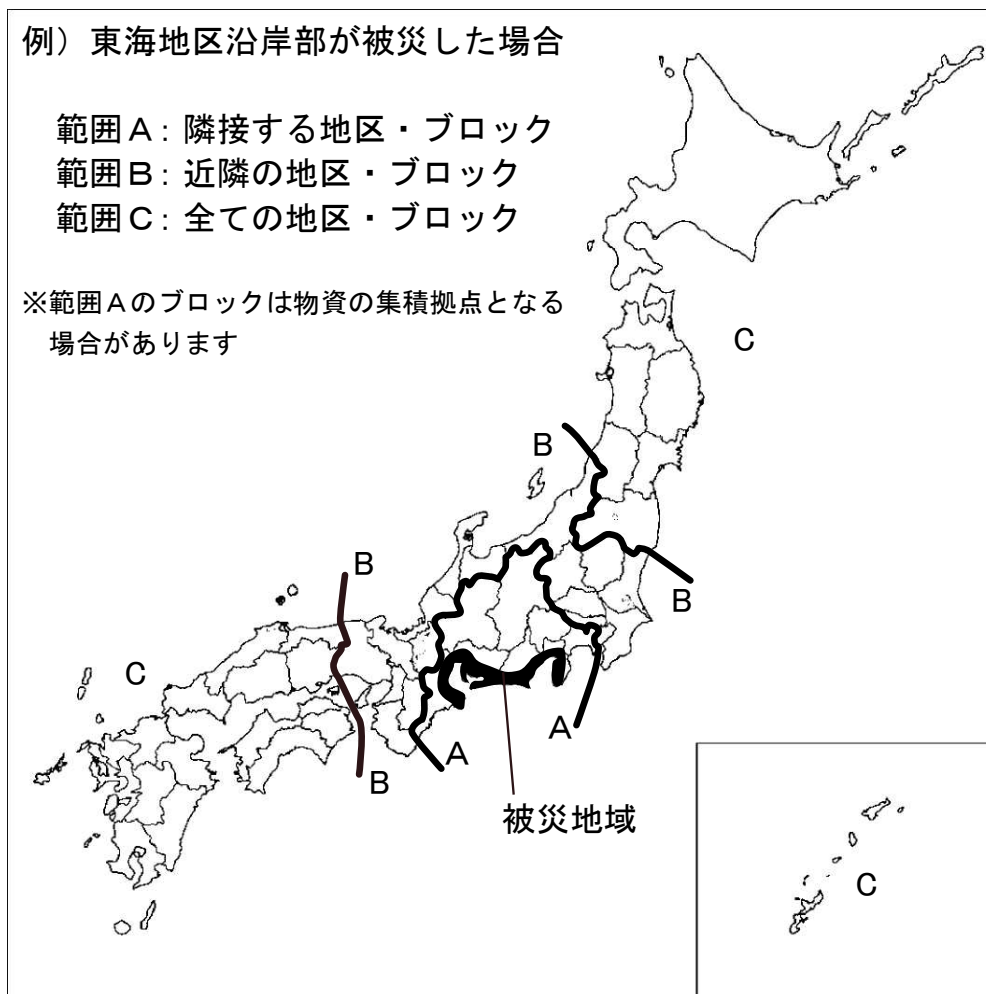 例）東海地区沿岸部が被災した場合
範囲Ａ：隣接する地区・ブロック
範囲Ｂ：近隣の地区・ブロック
範囲Ｃ：全ての地区・ブロック
※範囲Ａのブロックは物資の集積拠点となる
場合があります
C
B
B
B
C
A
A
B
被災地域
C